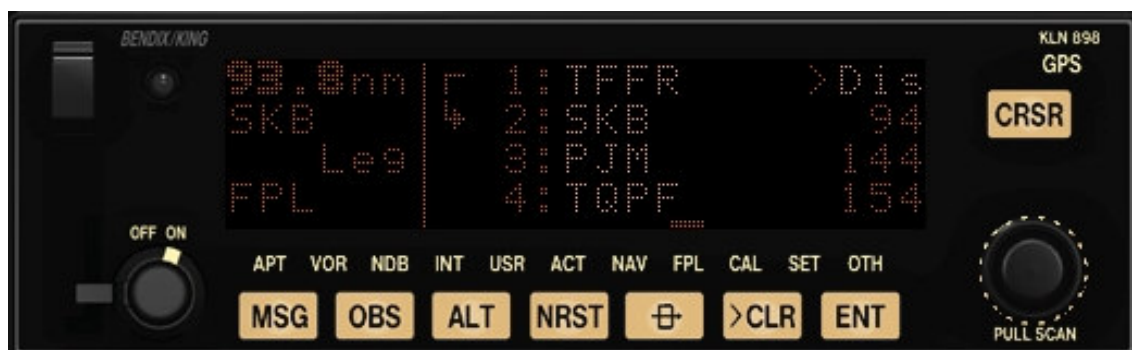 BENDIX/KING
KLN 898
GPS
93.8nm 1:TFFR >Dis
SKB 2:SKB 94
Leg 3:PJM 144
FPL 4:TQPF 154
CRSR
OFF ON
APT VOR NDB INT USR ACT NAV FPL CAL SET OTH
MSG OBS ALT NRST >CLR ENT
PULL SCAN